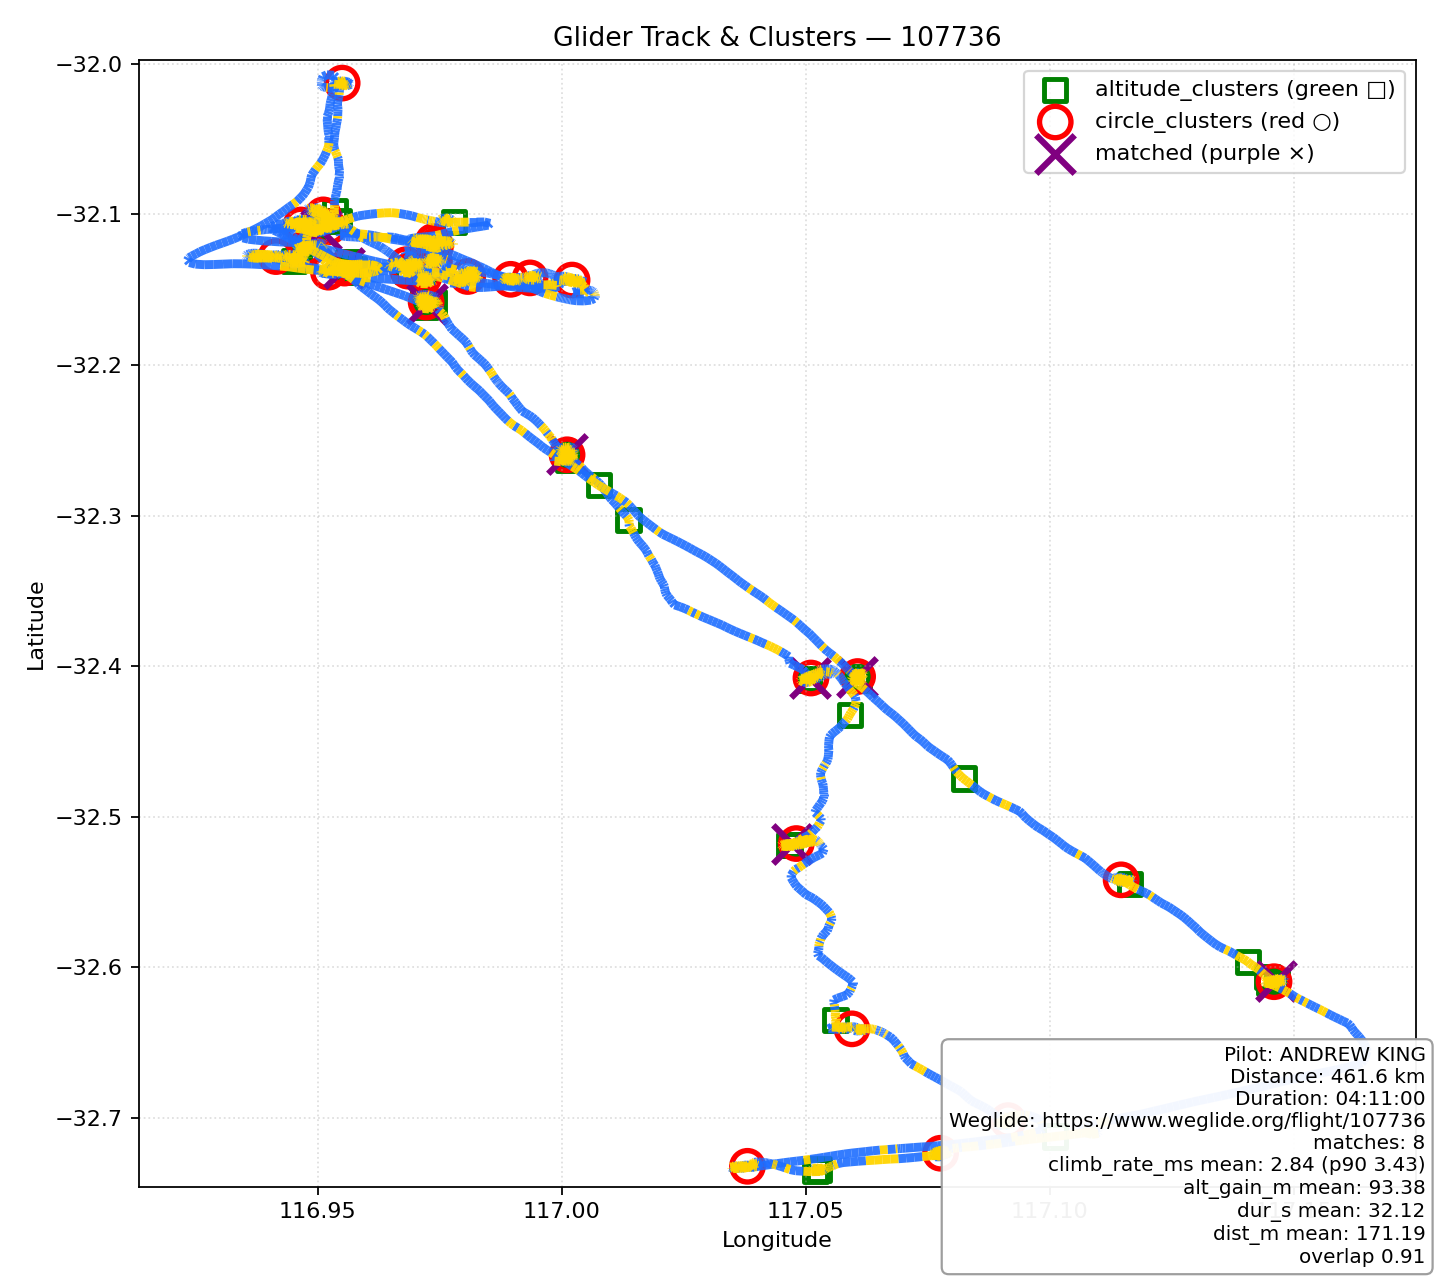 Glider Track & Clusters — 107736
altitude_clusters (green □)
circle_clusters (red ○)
matched (purple ×)
−32.0
−32.1
−32.2
−32.3
−32.4
−32.5
−32.6
−32.7
Latitude
116.95
117.00
117.05
117.10
Longitude
Pilot: ANDREW KING
Distance: 461.6 km
Duration: 04:11:00
Weglide: https://www.weglide.org/flight/107736
matches: 8
climb_rate_ms mean: 2.84 (p90 3.43)
alt_gain_m mean: 93.38
dur_s mean: 32.12
dist_m mean: 171.19
overlap 0.91